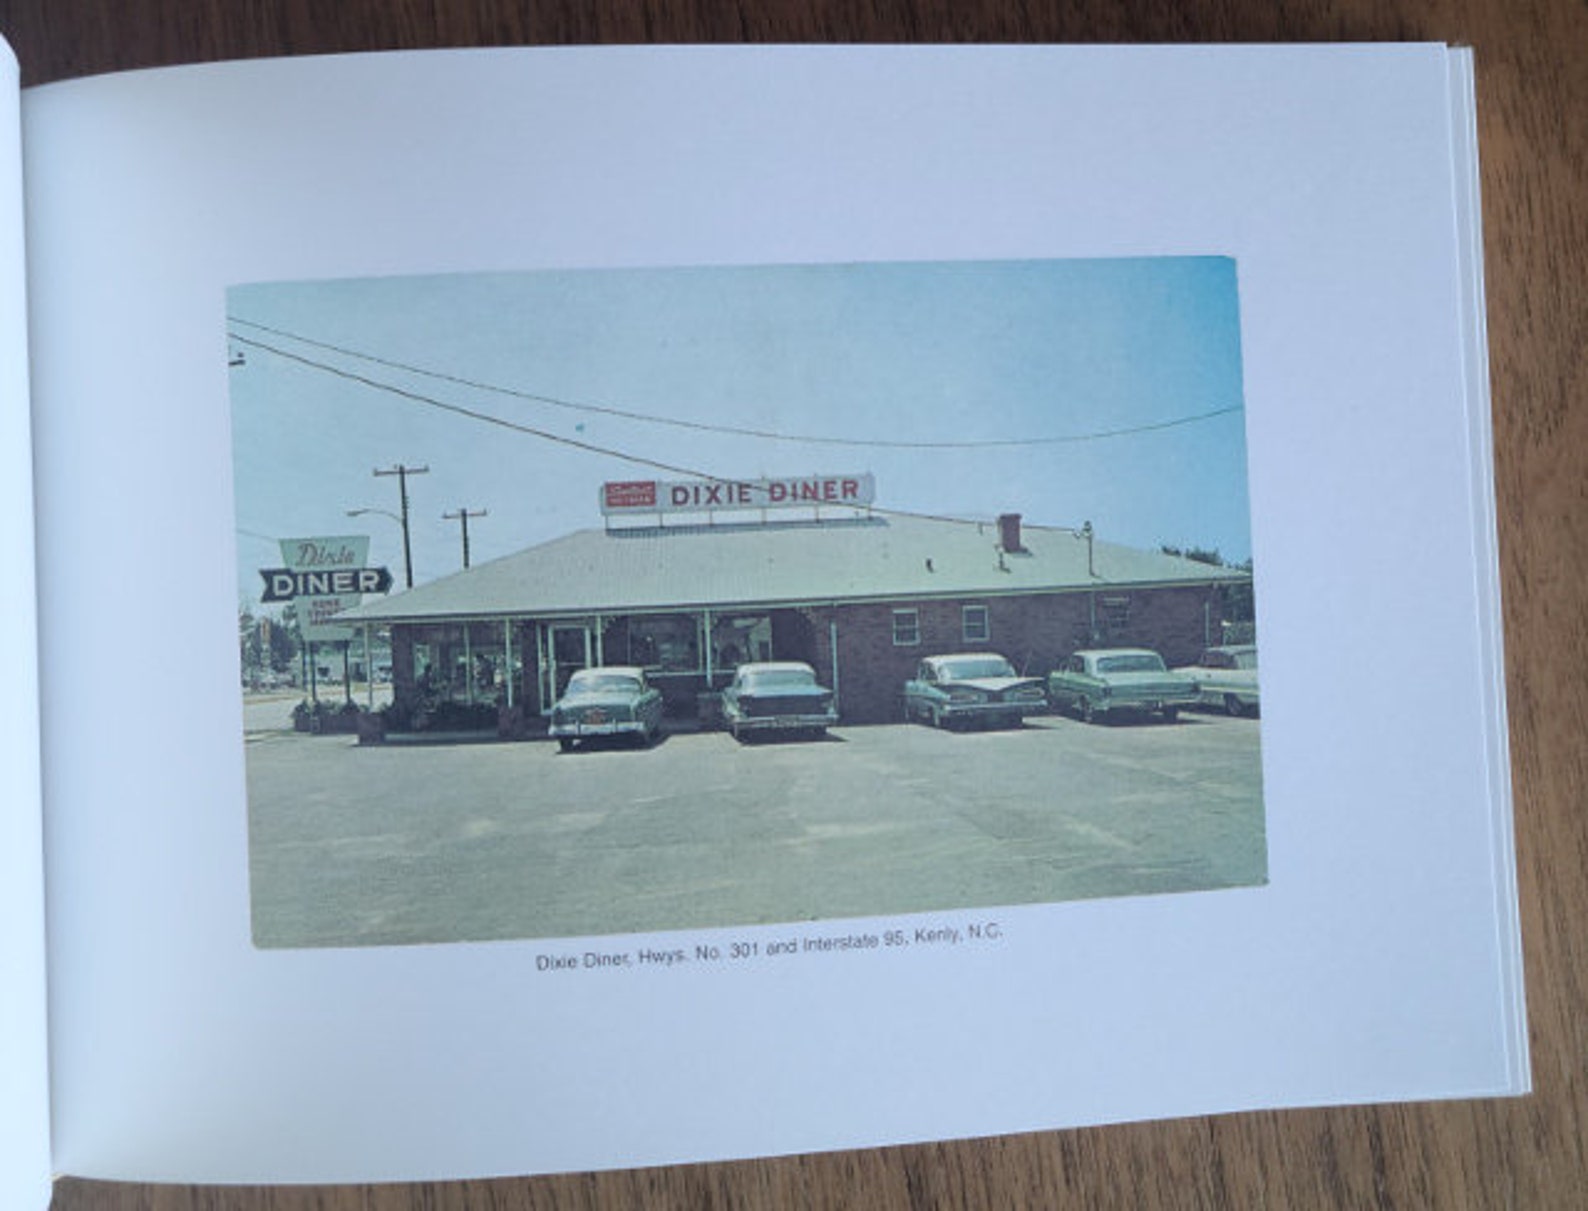 DIXIE DINER
Dixie
DINER
Dixie Diner, Hwys. No. 301 and Interstate 95, Kenly, N.C.